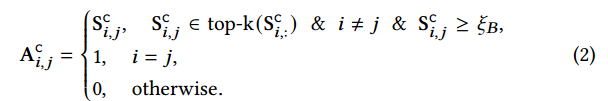 S^c_{i,j}, S^c_{i,j} ∈ top-k(S^c_{i,:}) & i ≠ j & S^c_{i,j} ≥ ξ_B,
A^c_{i,j} = { 1, i = j, (2)
0, otherwise.